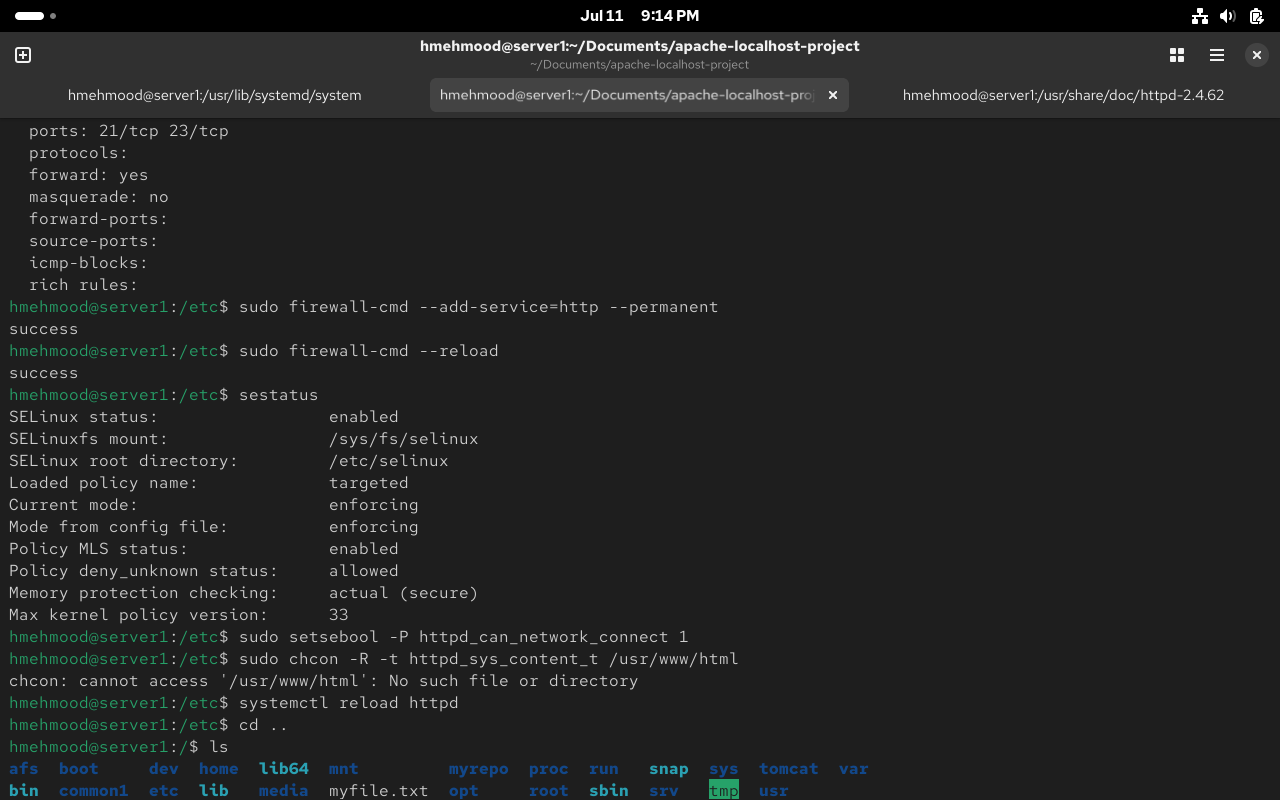 Jul 11 9:14 PM
hmehmood@server1:~/Documents/apache-localhost-project
~/Documents/apache-localhost-project
hmehmood@server1:/usr/lib/systemd/system hmehmood@server1:~/Documents/apache-localhost-proj hmehmood@server1:/usr/share/doc/httpd-2.4.62
ports: 21/tcp 23/tcp
protocols:
forward: yes
masquerade: no
forward-ports:
source-ports:
icmp-blocks:
rich rules:
hmehmood@server1:/etc$ sudo firewall-cmd --add-service=http --permanent
success
hmehmood@server1:/etc$ sudo firewall-cmd --reload
success
hmehmood@server1:/etc$ sestatus
SELinux status: enabled
SELinuxfs mount: /sys/fs/selinux
SELinux root directory: /etc/selinux
Loaded policy name: targeted
Current mode: enforcing
Mode from config file: enforcing
Policy MLS status: enabled
Policy deny_unknown status: allowed
Memory protection checking: actual (secure)
Max kernel policy version: 33
hmehmood@server1:/etc$ sudo setsebool -P httpd_can_network_connect 1
hmehmood@server1:/etc$ sudo chcon -R -t httpd_sys_content_t /usr/www/html
chcon: cannot access '/usr/www/html': No such file or directory
hmehmood@server1:/etc$ systemctl reload httpd
hmehmood@server1:/etc$ cd ..
hmehmood@server1:/$ ls
afs boot dev home lib64 mnt myrepo proc run snap sys tomcat var
bin common1 etc lib media myfile.txt opt root sbin srv tmp usr